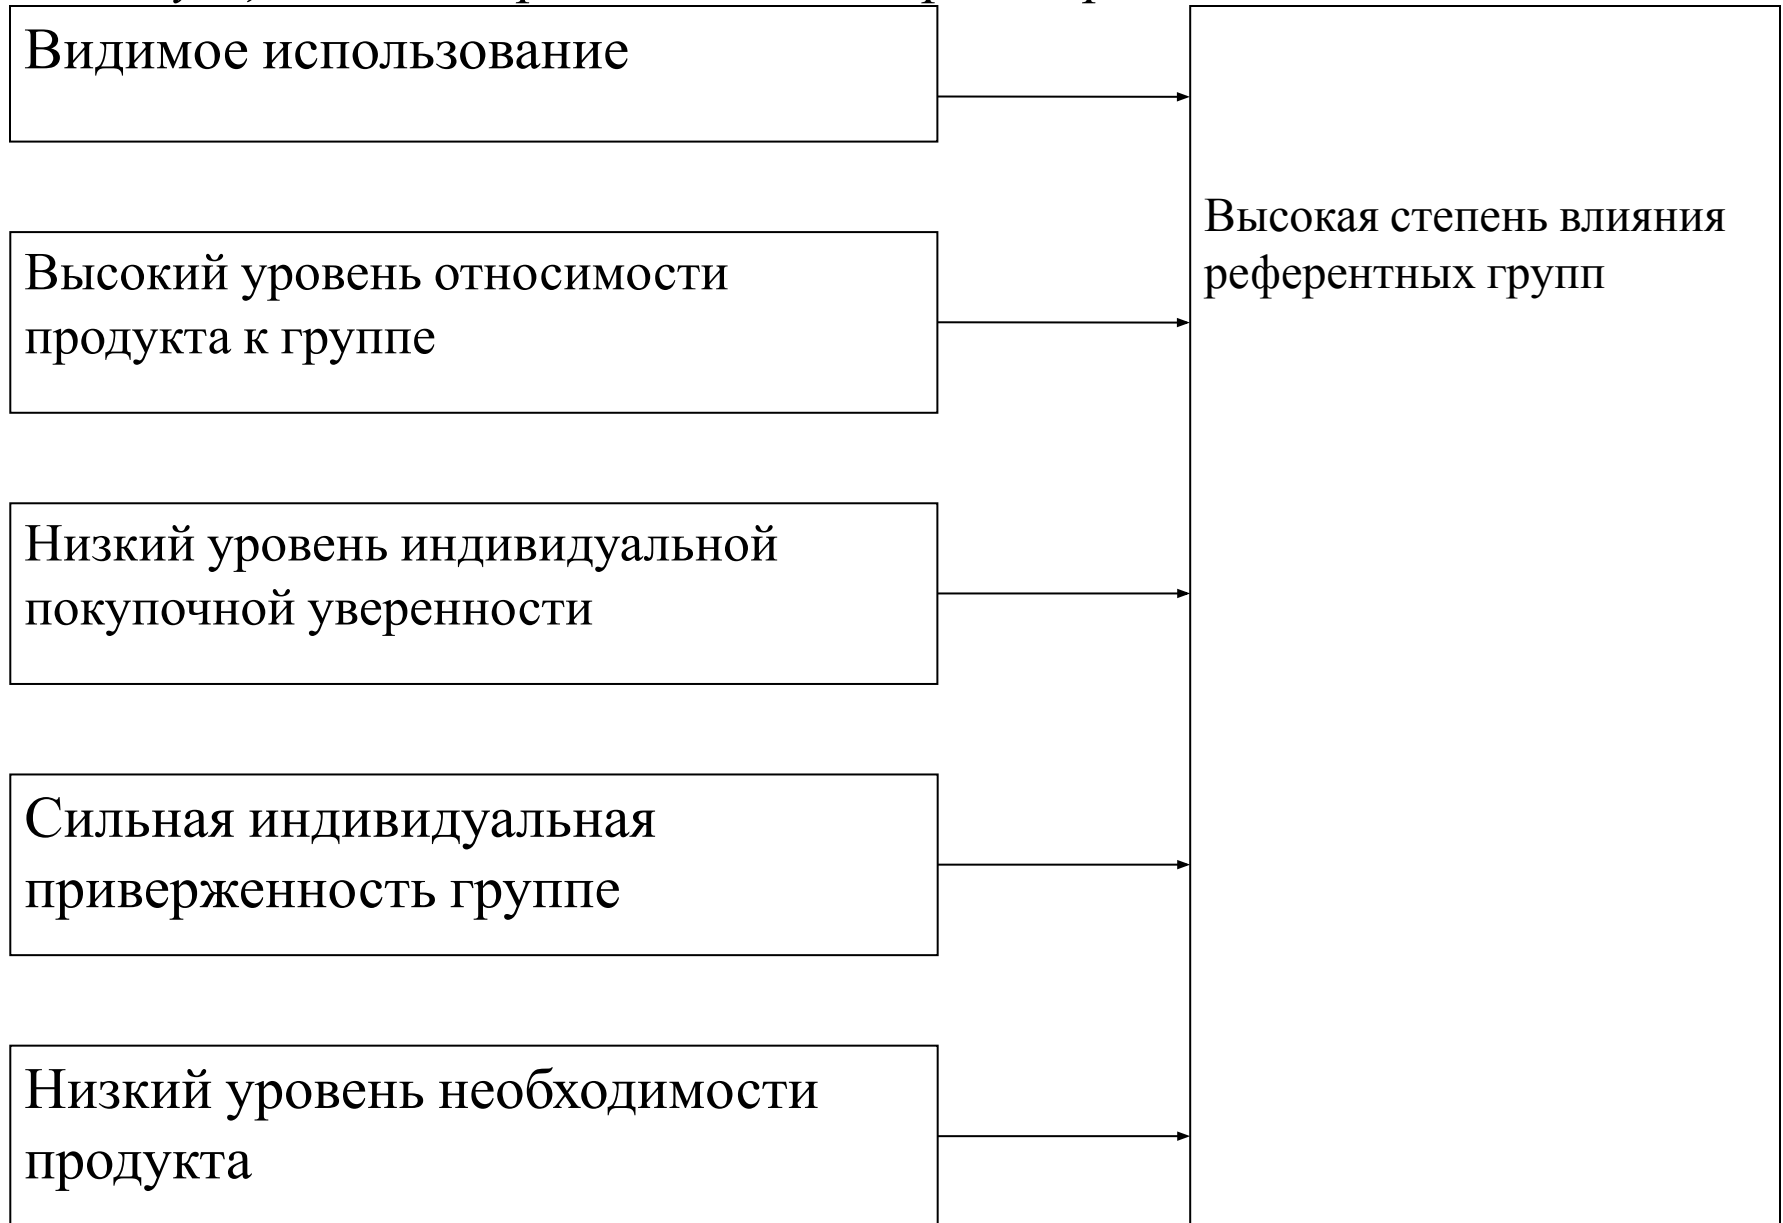 Видимое использование
Высокая степень влияния
референтных групп
Высокий уровень относимости
продукта к группе
Низкий уровень индивидуальной
покупочной уверенности
Сильная индивидуальная
приверженность группе
Низкий уровень необходимости
продукта